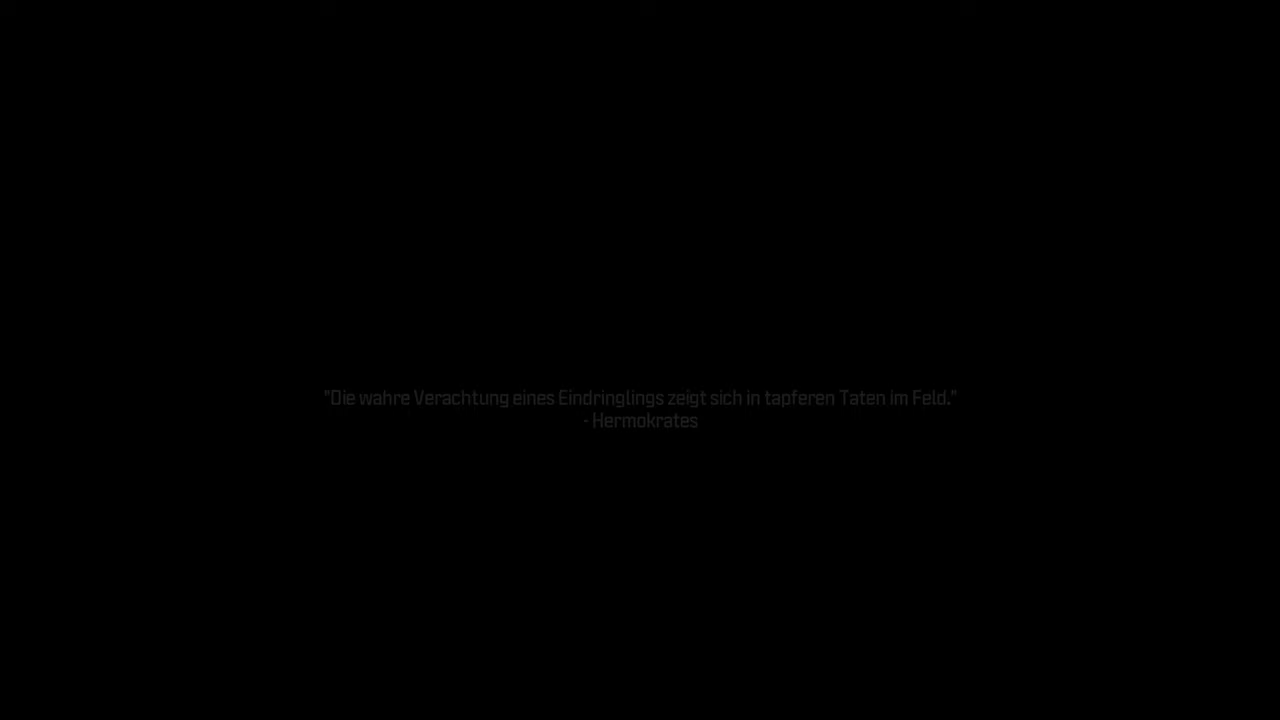 "Die wahre Verachtung eines Eindringlings zeigt sich in tapferen Taten im Feld."
- Hermokrates